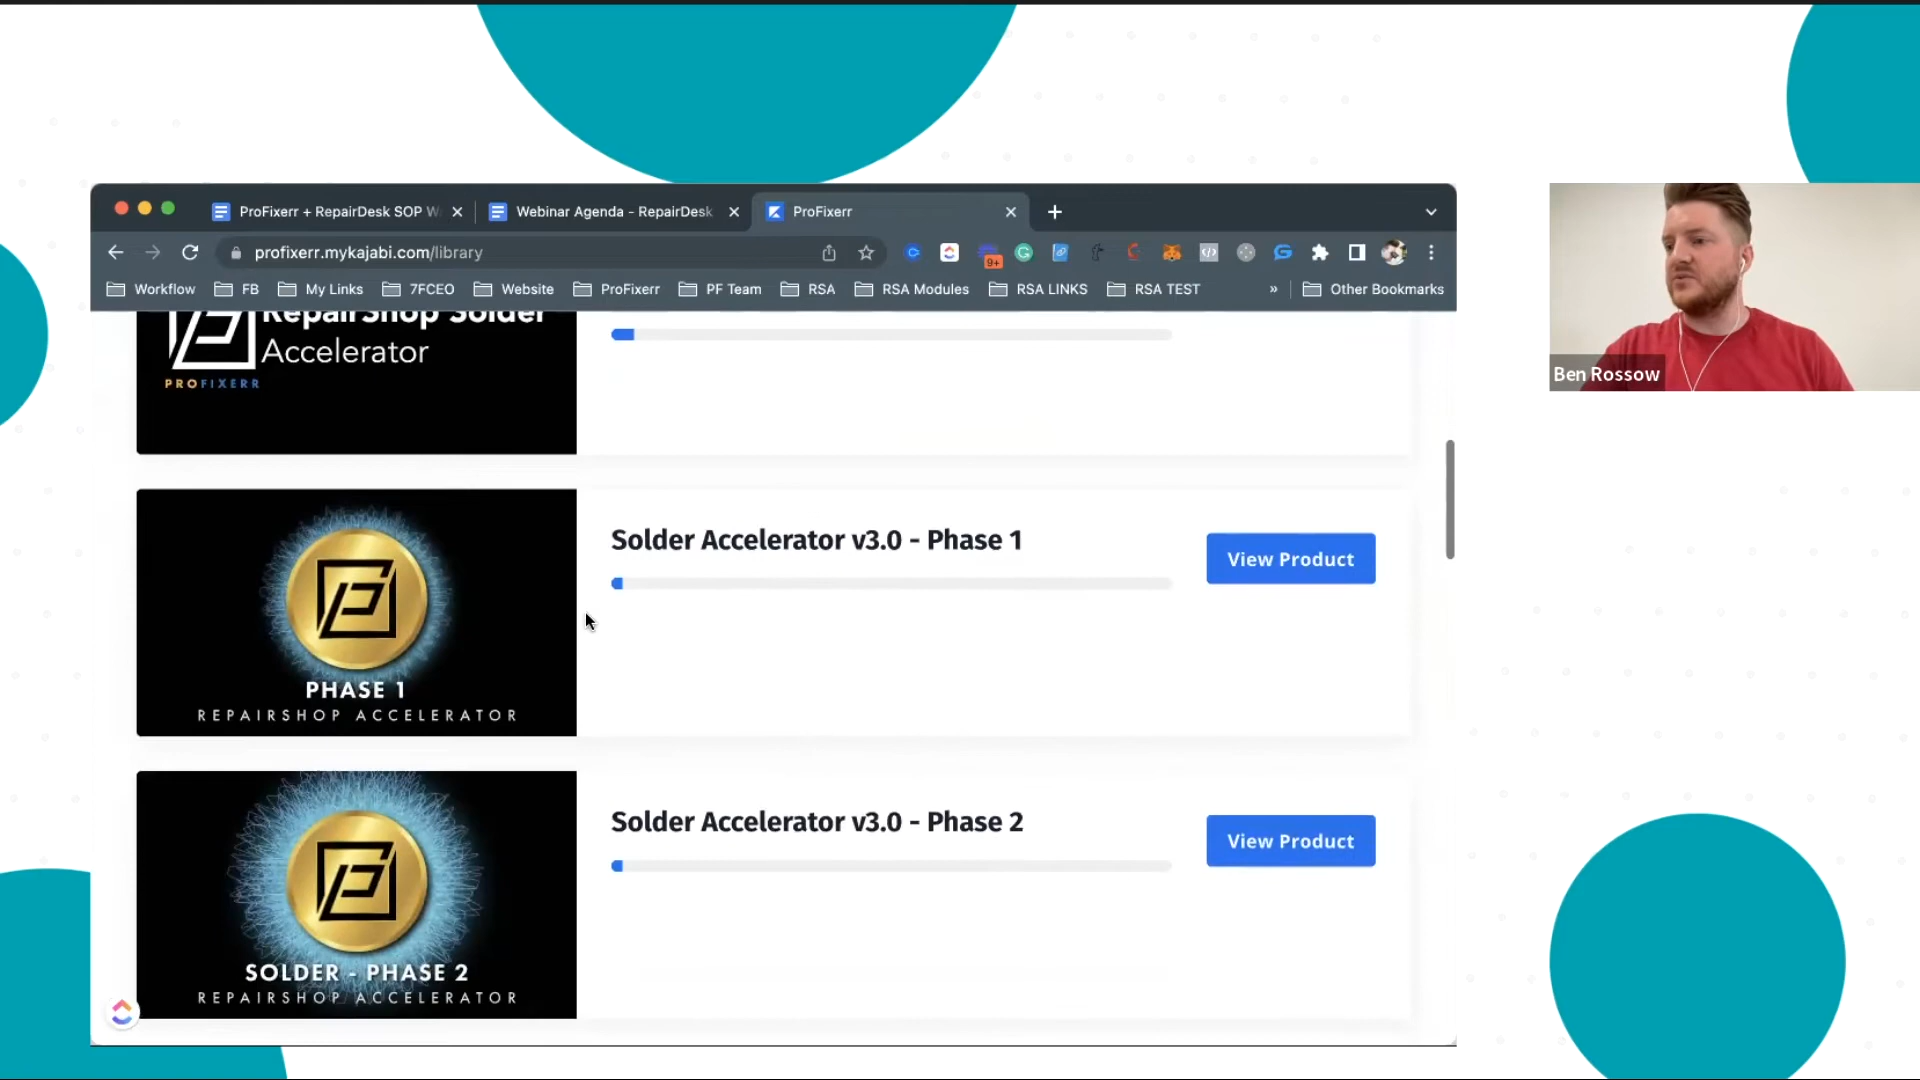 ProFixerr + RepairDesk SOP W
Webinar Agenda - RepairDesk
ProFixerr
profixerr.mykajabi.com/library
9+
Workflow
FB
My Links
7FCEO
Website
ProFixerr
PF Team
RSA
RSA Modules
RSA LINKS
RSA TEST
»
Other Bookmarks
RepairShop Solder
Accelerator
PROFIXERR
Ben Rossow
Solder Accelerator v3.0 - Phase 1
View Product
PHASE 1
REPAIRSHOP ACCELERATOR
Solder Accelerator v3.0 - Phase 2
View Product
SOLDER - PHASE 2
REPAIRSHOP ACCELERATOR